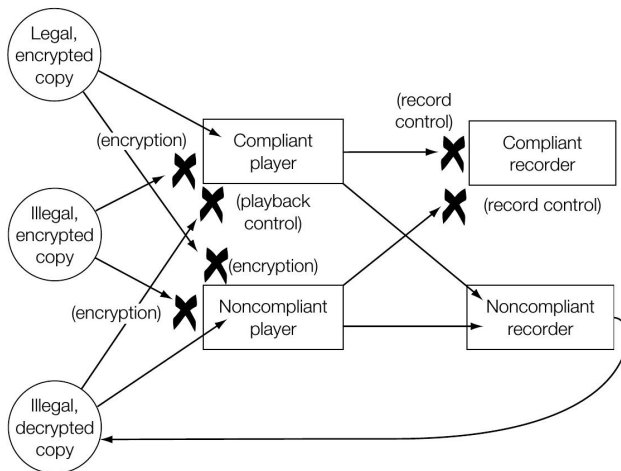 Legal,
encrypted
copy
(record
control)
(encryption)
Compliant
player
Compliant
recorder
Illegal,
encrypted
copy
(playback
control)
(record control)
(encryption)
(encryption)
Noncompliant
player
Noncompliant
recorder
Illegal,
decrypted
copy